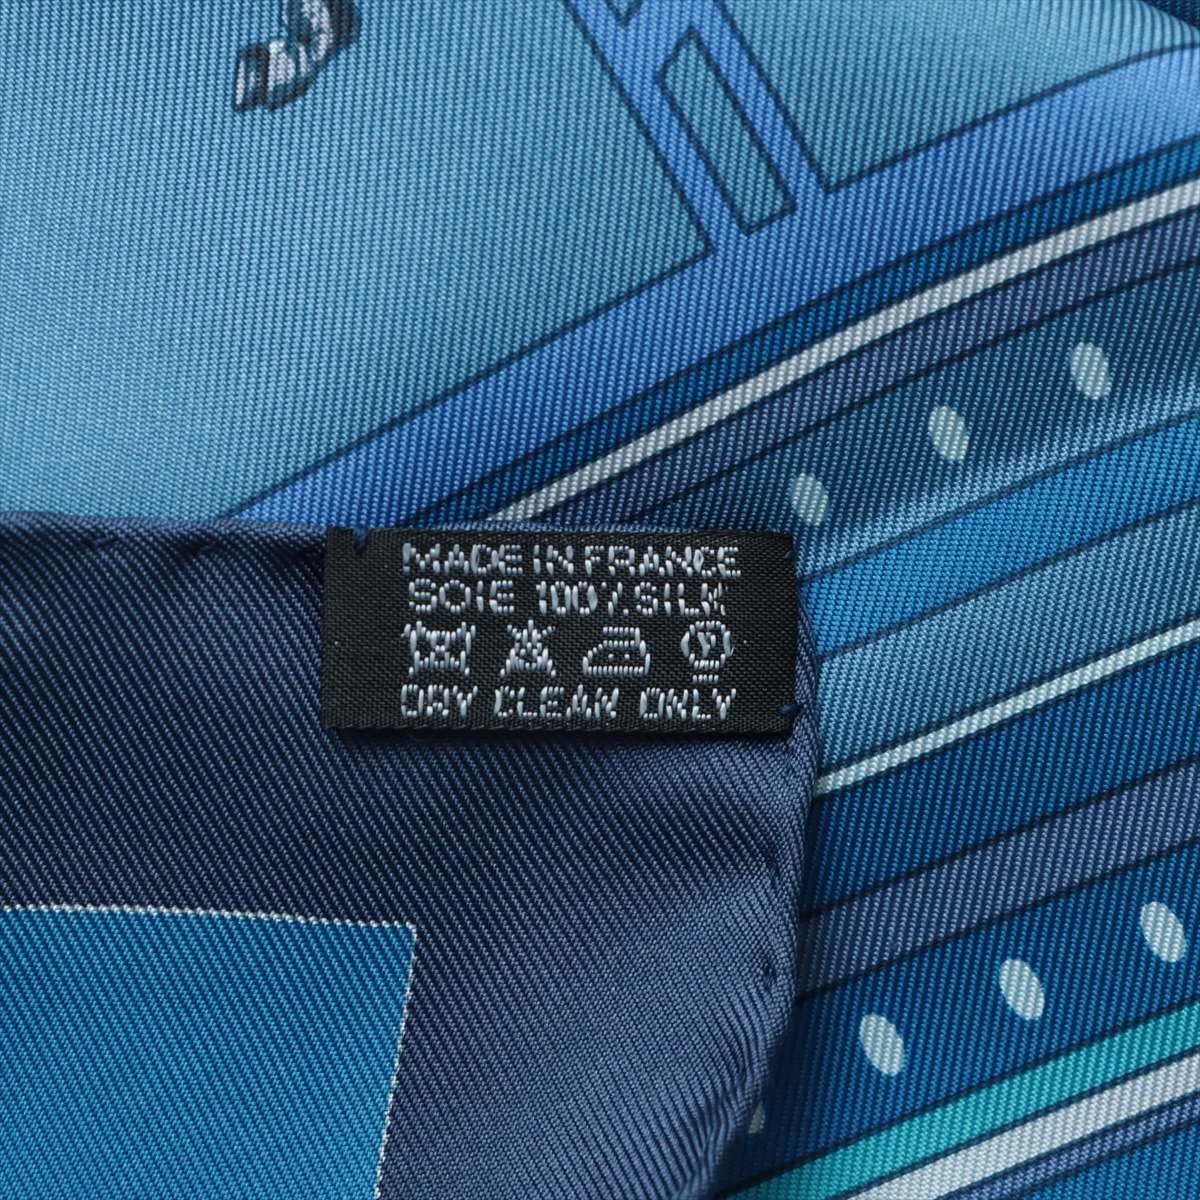 MADE IN FRANCE
SOIE 100% SILK
DRY CLEAN ONLY